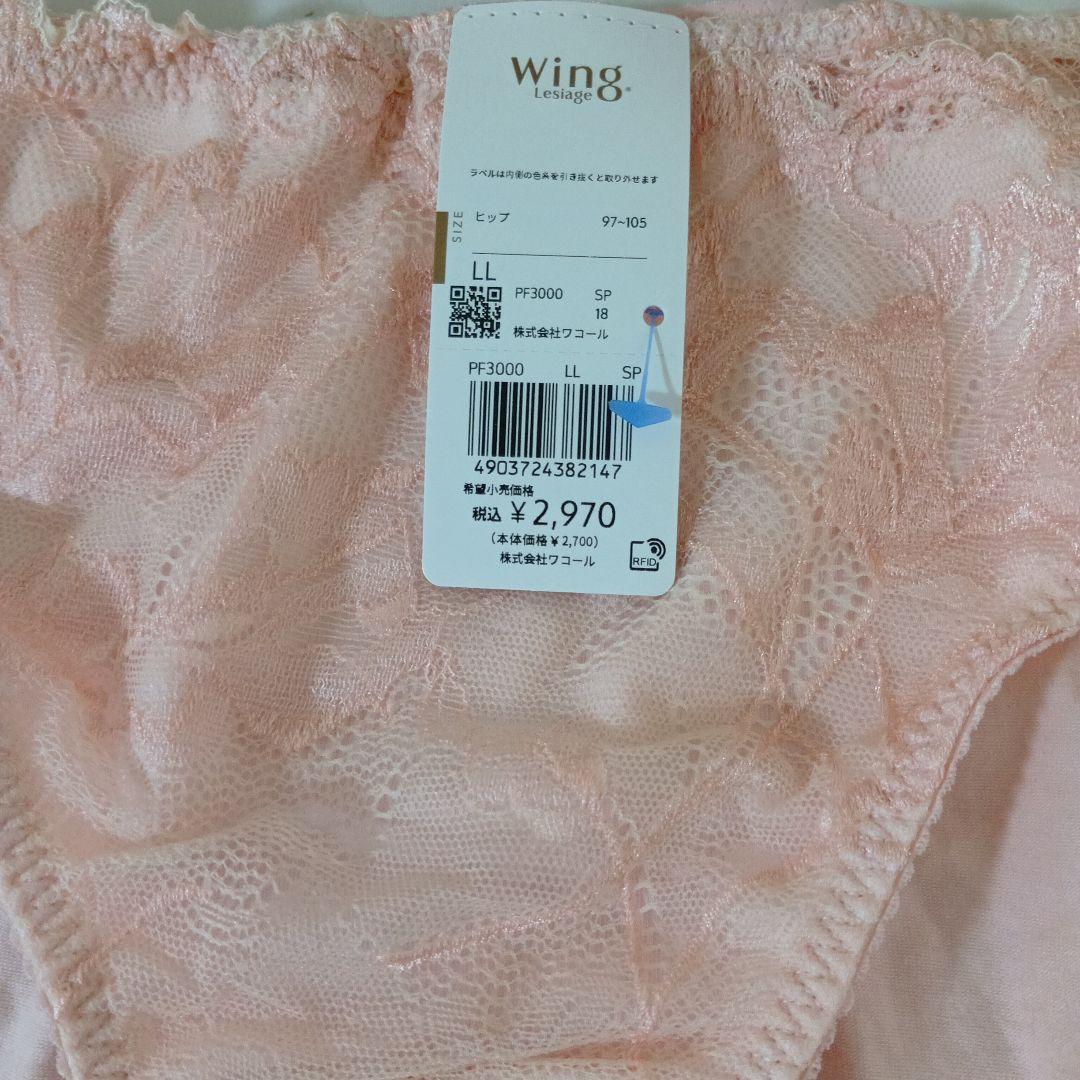 Wing
Lesiage
ラベルは内側の色糸を引き抜くと取り外せます
SIZE
ヒップ 97~105
LL
PF3000 SP
18
株式会社ワコール
PF3000 LL SP
4903724382147
希望小売価格
税込 ¥2,970
(本体価格¥2,700)
株式会社ワコール
RFID